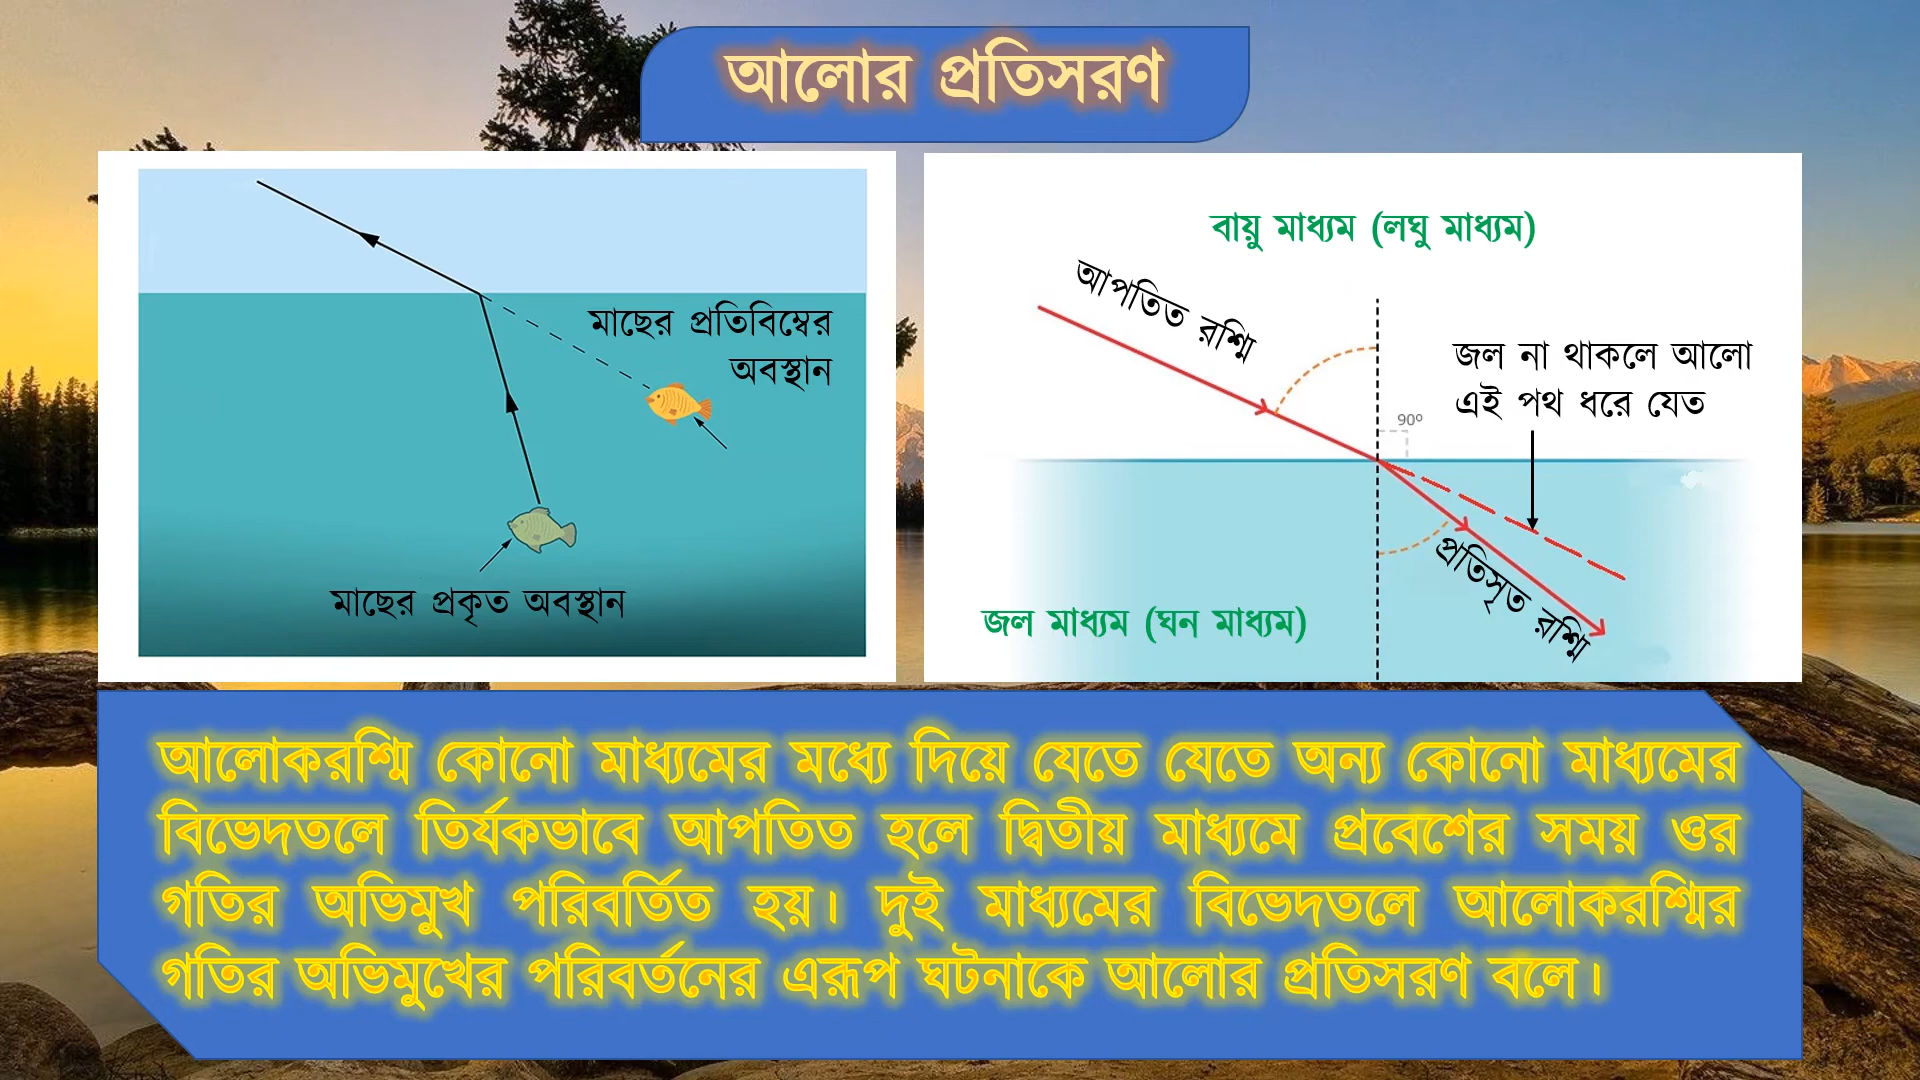 আলোর প্রতিসরণ
মাছের প্রতিবিম্বের
অবস্থান
মাছের প্রকৃত অবস্থান
বায়ু মাধ্যম (লঘু মাধ্যম)
আপতিত রশ্মি
জল না থাকলে আলো
এই পথ ধরে যেত
90°
প্রতিসৃত রশ্মি
জল মাধ্যম (ঘন মাধ্যম)
আলোকরশ্মি কোনো মাধ্যমের মধ্যে দিয়ে যেতে যেতে অন্য কোনো মাধ্যমের
বিভেদতলে তির্যকভাবে আপতিত হলে দ্বিতীয় মাধ্যমে প্রবেশের সময় ওর
গতির অভিমুখ পরিবর্তিত হয়। দুই মাধ্যমের বিভেদতলে আলোকরশ্মির
গতির অভিমুখের পরিবর্তনের এরূপ ঘটনাকে আলোর প্রতিসরণ বলে।